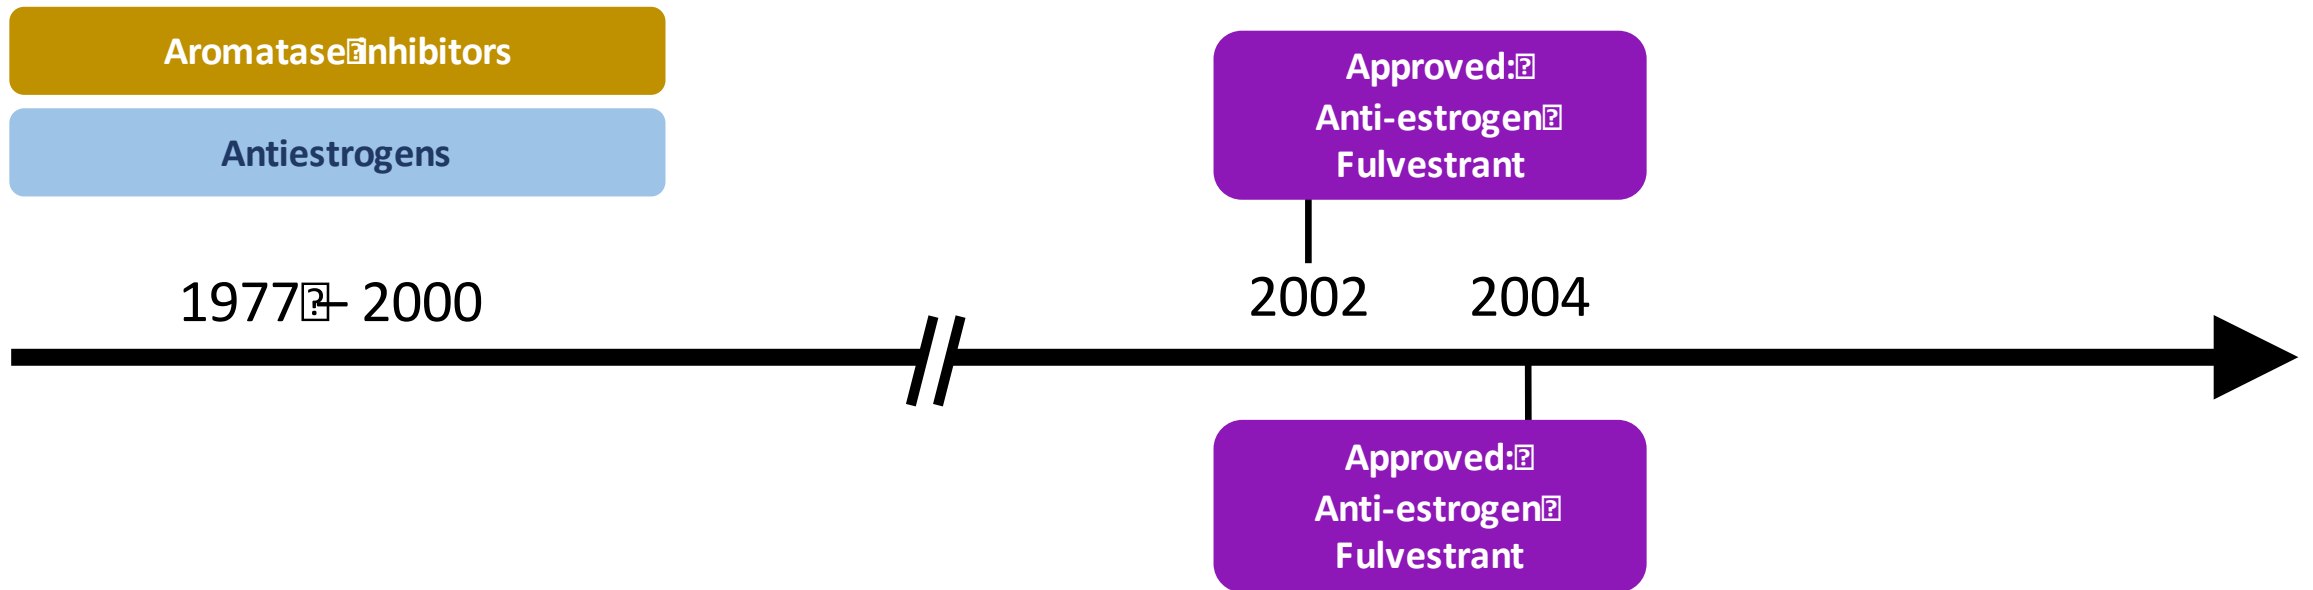 Aromatase inhibitors
Antiestrogens
Approved:
Anti-estrogen
Fulvestrant
1977 – 2000
2002
2004
Approved:
Anti-estrogen
Fulvestrant